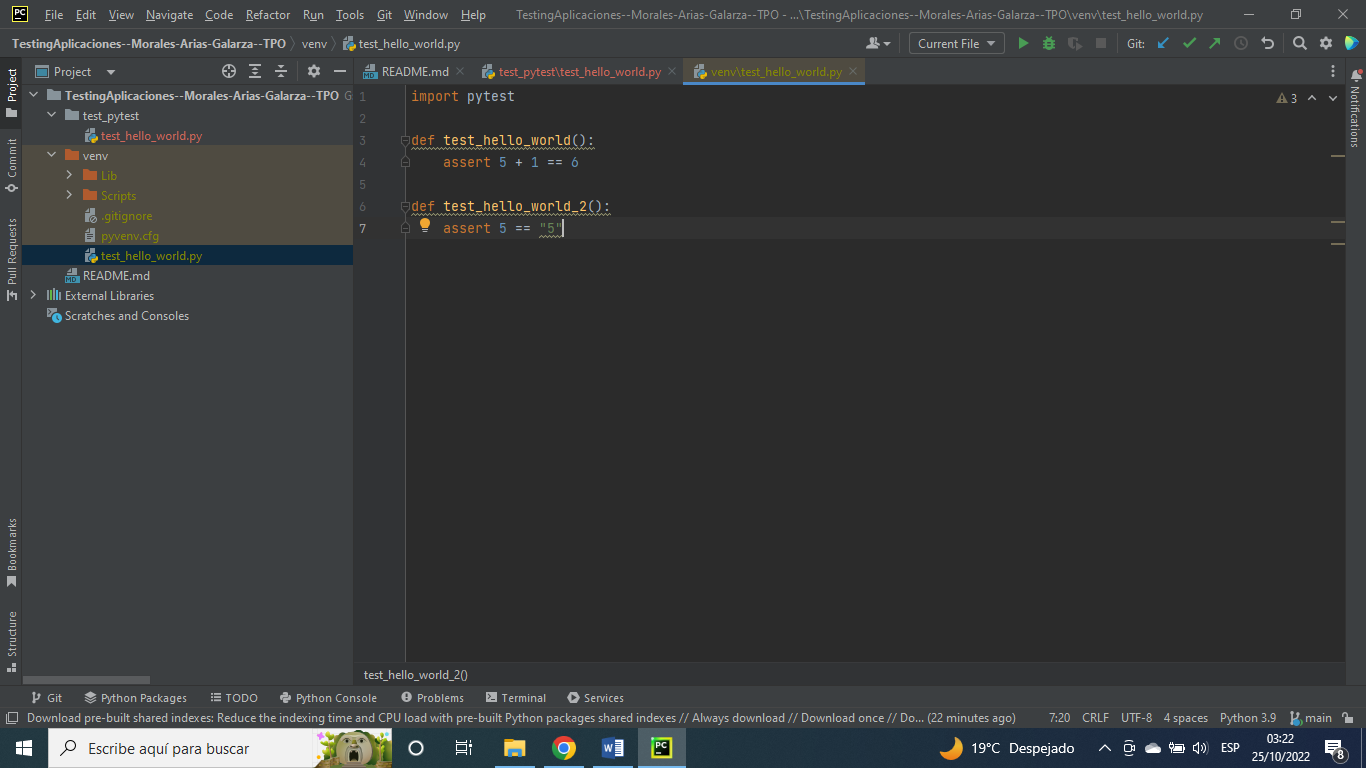 PC File Edit View Navigate Code Refactor Run Tools Git Window Help TestingAplicaciones--Morales-Arias-Galarza--TPO - ...\TestingAplicaciones--Morales-Arias-Galarza--TPO\venv\test_hello_world.py
TestingAplicaciones--Morales-Arias-Galarza--TPO venv test_hello_world.py Current File Git:
Project
README.md test_pytest\test_hello_world.py venv\test_hello_world.py
TestingAplicaciones--Morales-Arias-Galarza--TPO G
test_pytest
test_hello_world.py
venv
Lib
Scripts
.gitignore
pyvenv.cfg
test_hello_world.py
README.md
External Libraries
Scratches and Consoles
1 import pytest
2
3 def test_hello_world():
4 assert 5 + 1 == 6
5
6 def test_hello_world_2():
7 assert 5 == "5"
3
Project
Commit
Pull Requests
Bookmarks
Structure
Notifications
test_hello_world_2()
Git Python Packages TODO Python Console Problems Terminal Services
Download pre-built shared indexes: Reduce the indexing time and CPU load with pre-built Python packages shared indexes // Always download // Download once // Do... (22 minutes ago) 7:20 CRLF UTF-8 4 spaces Python 3.9 main
Escribe aquí para buscar W PC 19°C Despejado ESP 03:22
25/10/2022 8